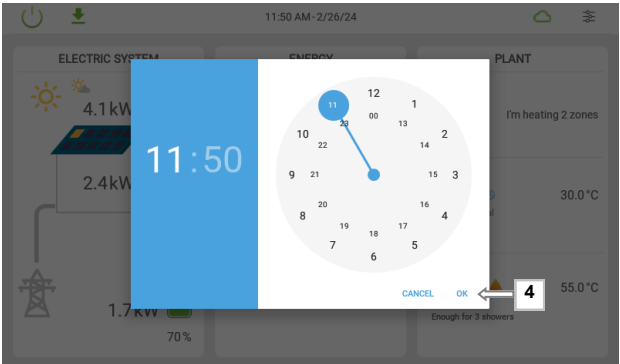 11:50 AM-2/26/24
ELECTRIC SYSTEM
ENERGY
PLANT
4.1kW
I'm heating 2 zones
2.4kW
30.0°C
1.7kW
70%
55.0°C
Enough for 3 showers
11:50
12
11
1
00
23
13
10
2
22
14
9
21
15
3
20
16
8
4
19
17
18
7
5
6
CANCEL
OK
4